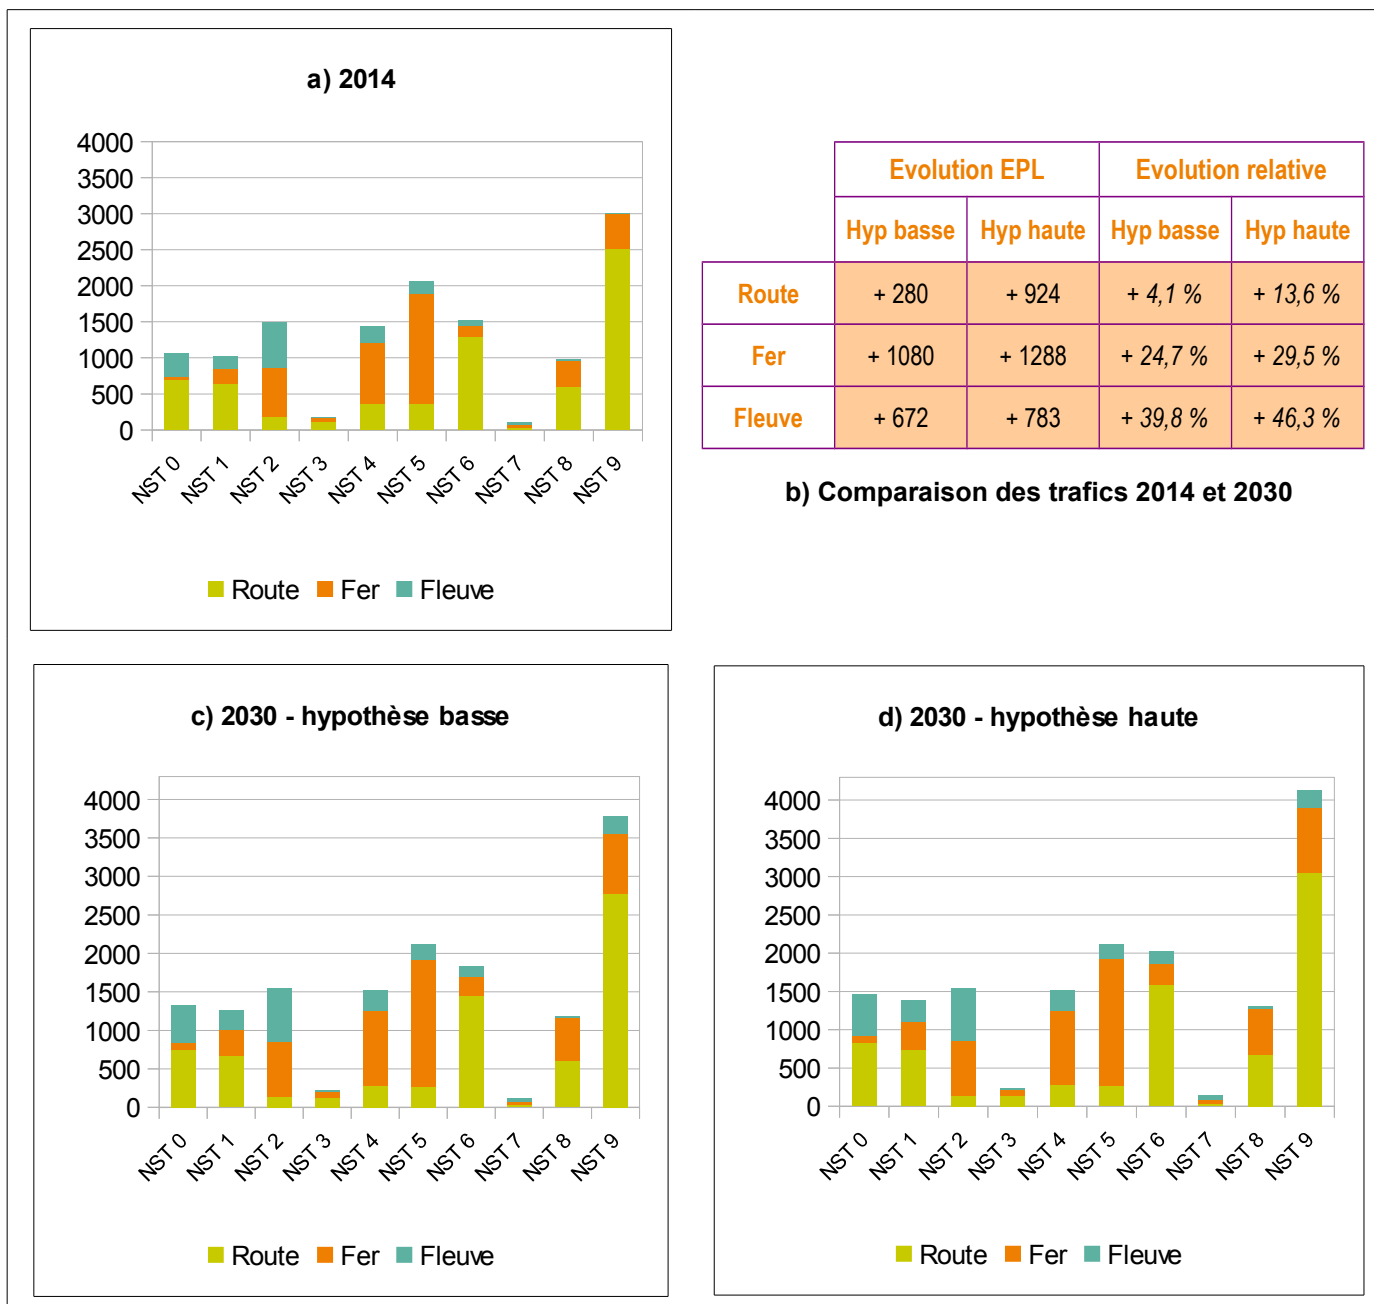 a) 2014
4000
3500
3000
2500
2000
1500
1000
500
0
NST 0 NST 1 NST 2 NST 3 NST 4 NST 5 NST 6 NST 7 NST 8 NST 9
Route Fer Fleuve
Evolution EPL Evolution relative
Hyp basse Hyp haute Hyp basse Hyp haute
Route + 280 + 924 + 4,1 % + 13,6 %
Fer + 1080 + 1288 + 24,7 % + 29,5 %
Fleuve + 672 + 783 + 39,8 % + 46,3 %
b) Comparaison des trafics 2014 et 2030
c) 2030 - hypothèse basse
4000
3500
3000
2500
2000
1500
1000
500
0
NST 0 NST 1 NST 2 NST 3 NST 4 NST 5 NST 6 NST 7 NST 8 NST 9
Route Fer Fleuve
d) 2030 - hypothèse haute
4000
3500
3000
2500
2000
1500
1000
500
0
NST 0 NST 1 NST 2 NST 3 NST 4 NST 5 NST 6 NST 7 NST 8 NST 9
Route Fer Fleuve